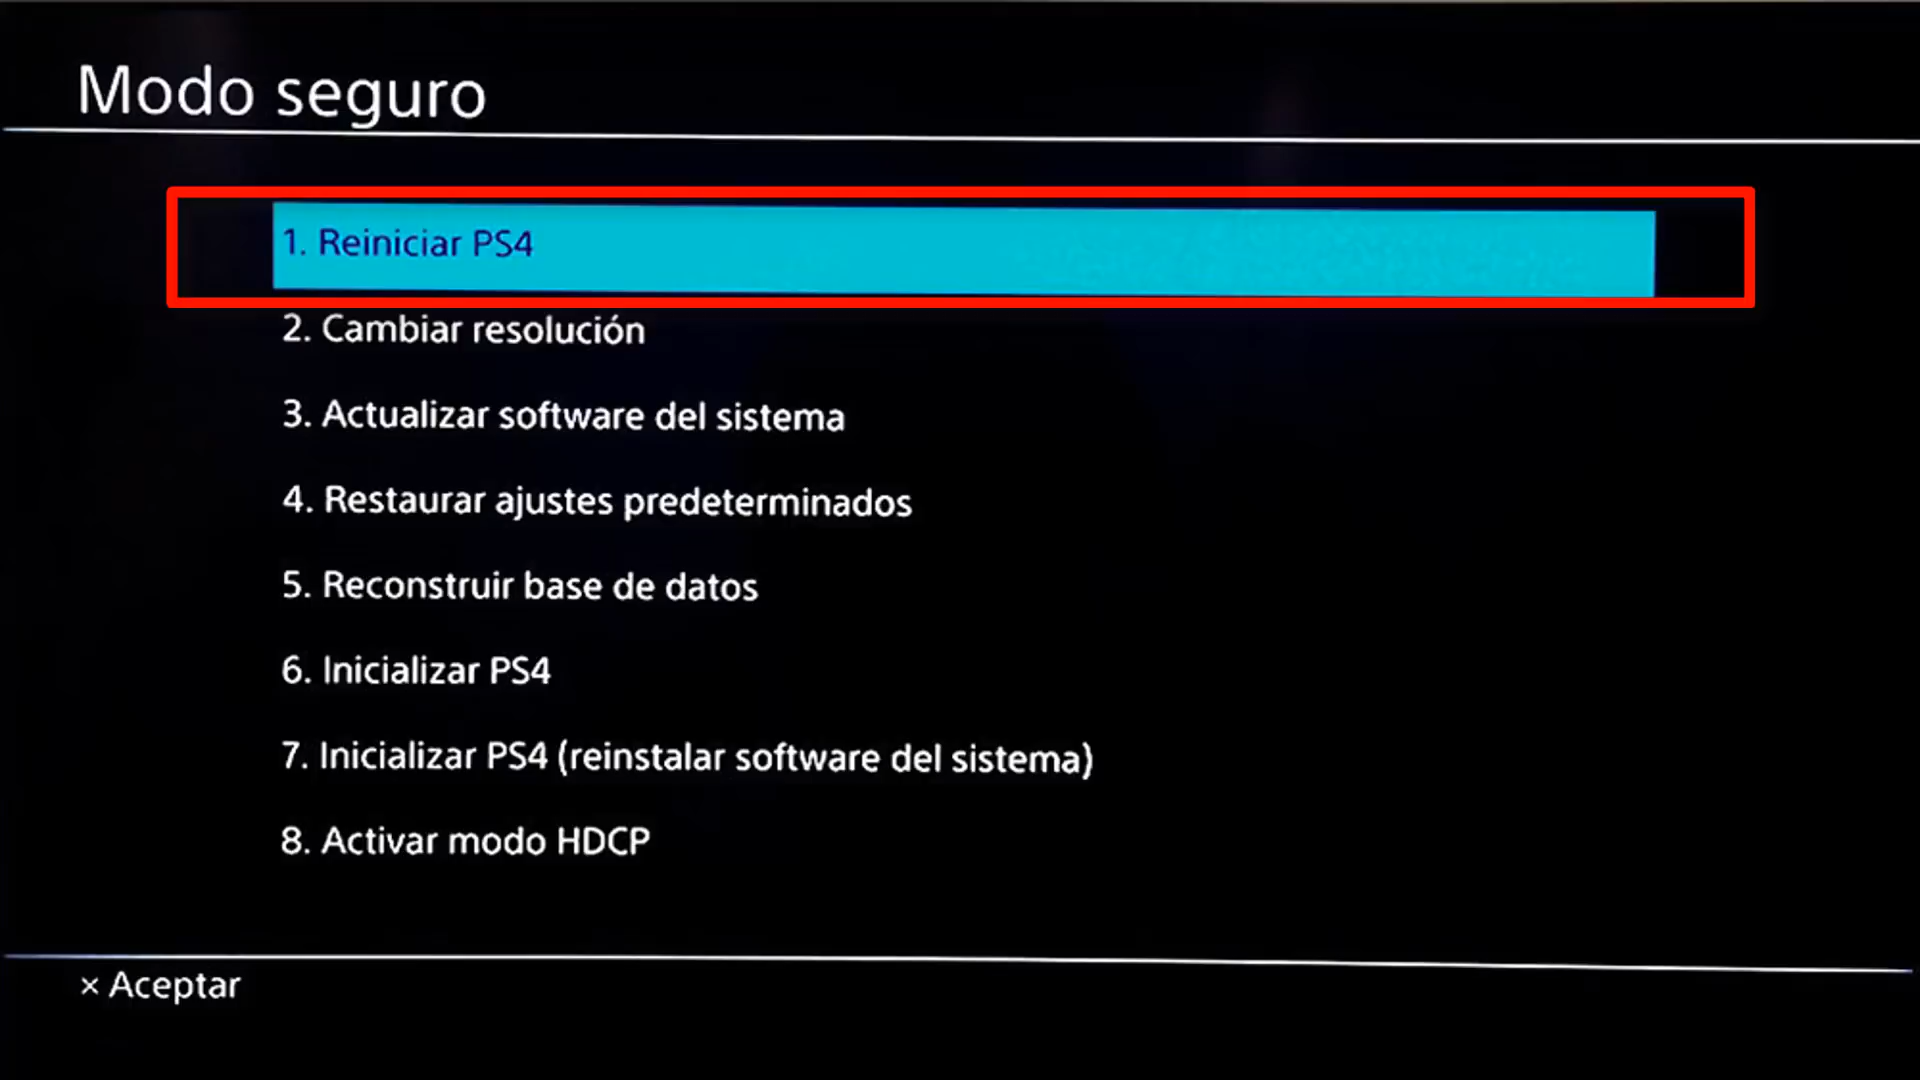 Modo seguro
1. Reiniciar PS4
2. Cambiar resolución
3. Actualizar software del sistema
4. Restaurar ajustes predeterminados
5. Reconstruir base de datos
6. Inicializar PS4
7. Inicializar PS4 (reinstalar software del sistema)
8. Activar modo HDCP
× Aceptar